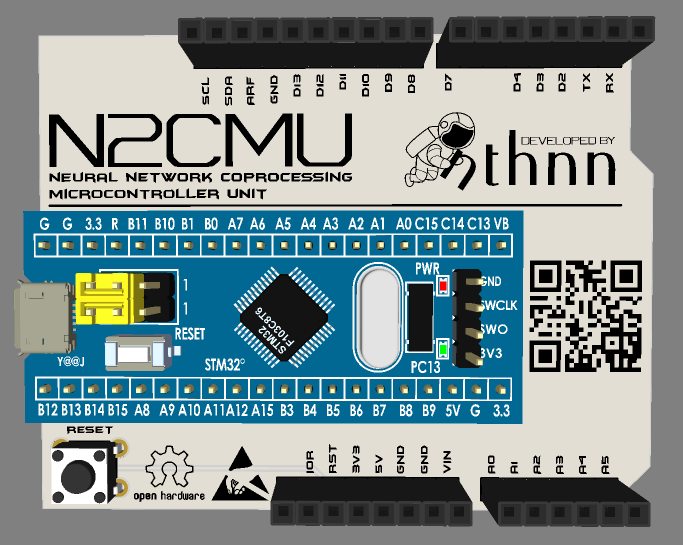 SCL SDA ARF GND D13 D12 D11 D10 D9 D8 D7 D4 D3 D2 TX RX
N2CMU
NEURAL NETWORK COPROCESSING
MICROCONTROLLER UNIT
DEVELOPED BY
thnn
G G 3.3 R B11 B10 B1 B0 A7 A6 A5 A4 A3 A2 A1 A0 C15 C14 C13 VB
PWR
1
1
GND
SWCLK
SWO
3V3
STM32
F103C8T6
RESET
Y@@J
STM32°
PC13
B12 B13 B14 B15 A8 A9 A10 A11 A12 A15 B3 B4 B5 B6 B7 B8 B9 5V G 3.3
RESET
open hardware
IOR RST 3V3 5V GND GND VIN A0 A1 A2 A3 A4 A5